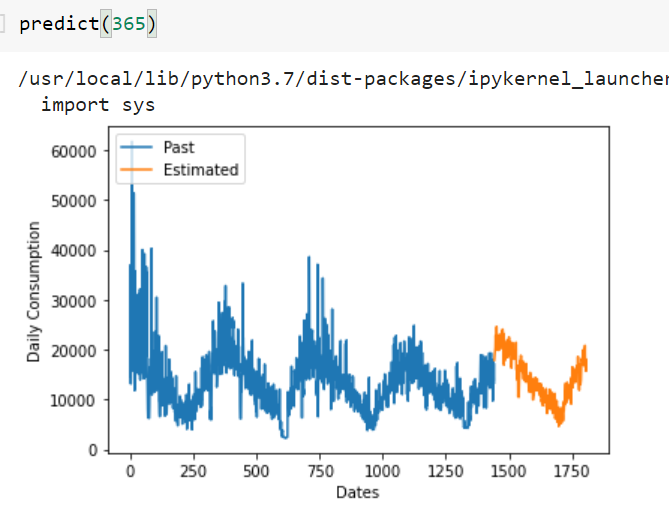 predict(365)
/usr/local/lib/python3.7/dist-packages/ipykernel_launcher
import sys
Past
Estimated
60000
50000
40000
30000
20000
10000
0
Daily Consumption
0 250 500 750 1000 1250 1500 1750
Dates